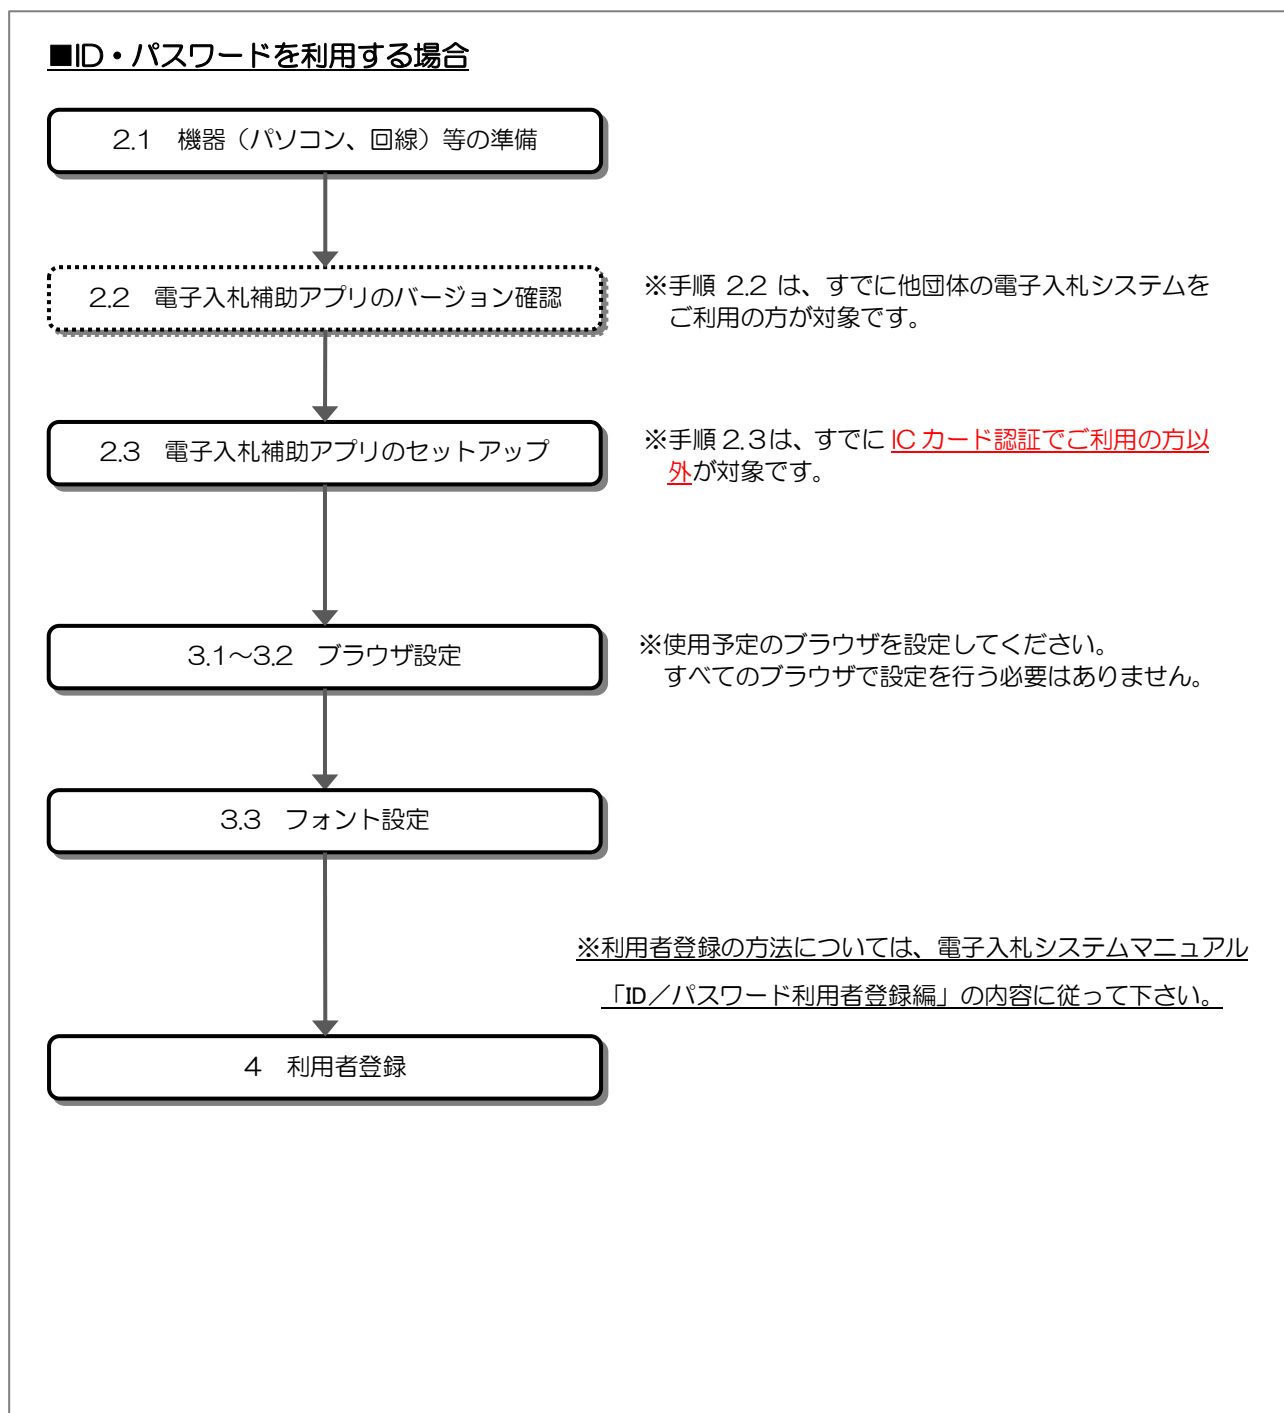 ■ID・パスワードを利用する場合
2.1　機器（パソコン、回線）等の準備
2.2　電子入札補助アプリのバージョン確認
※手順 2.2 は、すでに他団体の電子入札システムを
ご利用の方が対象です。
2.3　電子入札補助アプリのセットアップ
※手順 2.3は、すでに IC カード認証でご利用の方以
外が対象です。
3.1～3.2　ブラウザ設定
※使用予定のブラウザを設定してください。
すべてのブラウザで設定を行う必要はありません。
3.3　フォント設定
※利用者登録の方法については、電子入札システムマニュアル
「ID／パスワード利用者登録編」の内容に従って下さい。
4　利用者登録